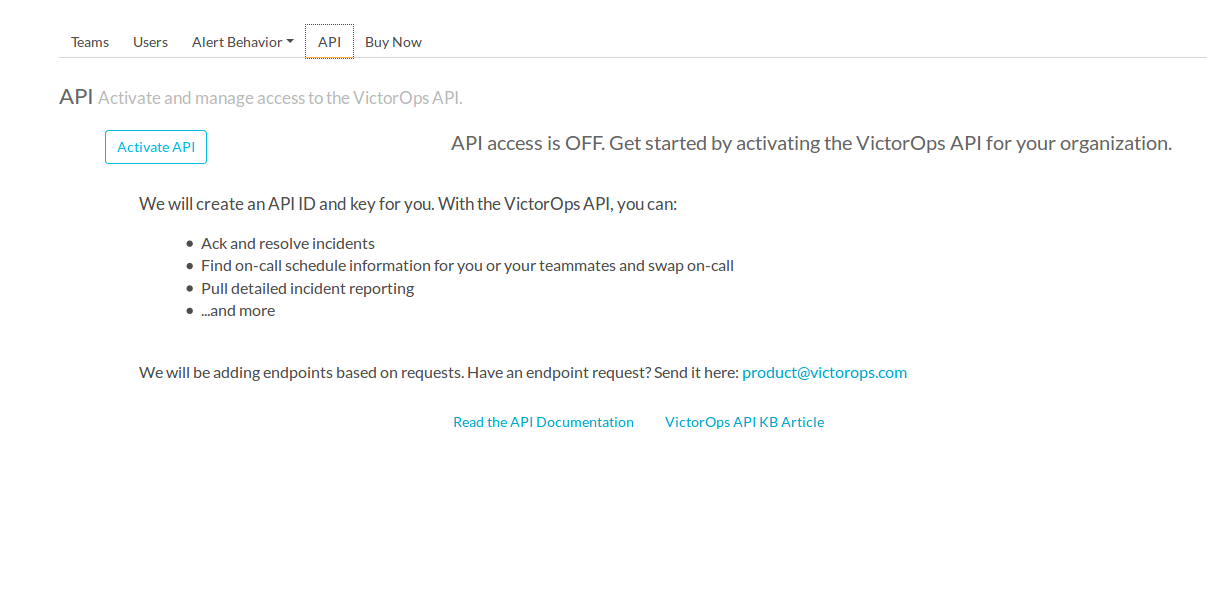 Teams Users Alert Behavior API Buy Now
API Activate and manage access to the VictorOps API.
Activate API
API access is OFF. Get started by activating the VictorOps API for your organization.
We will create an API ID and key for you. With the VictorOps API, you can:
• Ack and resolve incidents
• Find on-call schedule information for you or your teammates and swap on-call
• Pull detailed incident reporting
• ...and more
We will be adding endpoints based on requests. Have an endpoint request? Send it here: product@victorops.com
Read the API Documentation VictorOps API KB Article